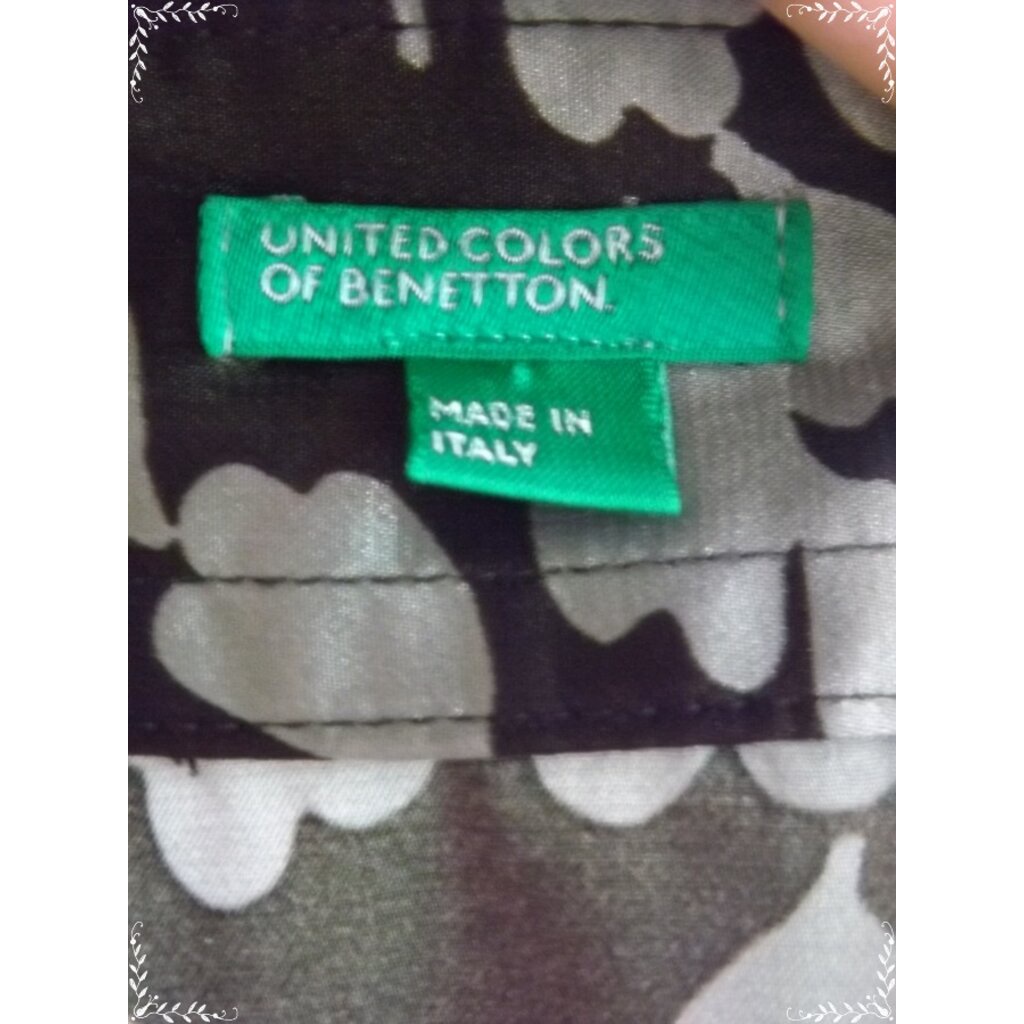 UNITED COLORS
OF BENETTON.
MADE IN
ITALY